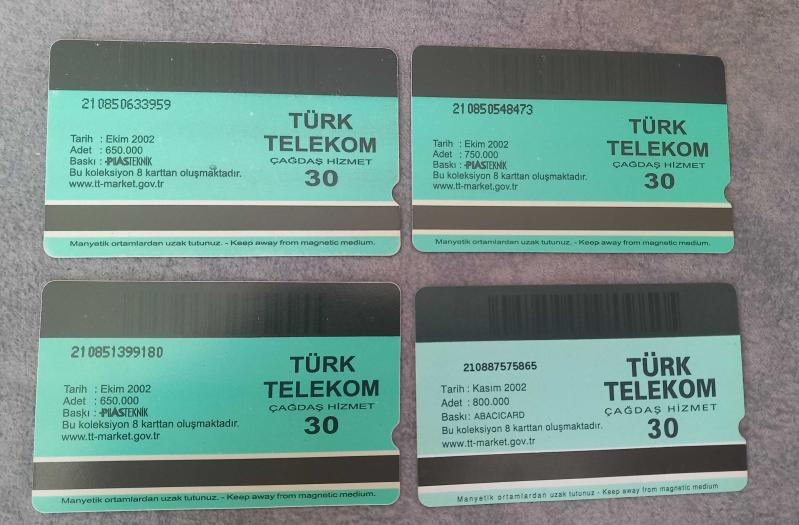 210850633959
TÜRK
TELEKOM
ÇAĞDAŞ HİZMET
30
Tarih : Ekim 2002
Adet : 650.000
Baskı : PLASTEKNİK
Bu koleksiyon 8 karttan oluşmaktadır.
www.tt-market.gov.tr
Manyetik ortamlardan uzak tutunuz. - Keep away from magnetic medium.
210850548473
TÜRK
TELEKOM
ÇAĞDAŞ HİZMET
30
Tarih : Ekim 2002
Adet : 750.000
Baskı : PLASTEKNİK
Bu koleksiyon 8 karttan oluşmaktadır.
www.tt-market.gov.tr
Manyetik ortamlardan uzak tutunuz. - Keep away from magnetic medium.
210851399180
TÜRK
TELEKOM
ÇAĞDAŞ HİZMET
30
Tarih : Ekim 2002
Adet : 650.000
Baskı : PLASTEKNİK
Bu koleksiyon 8 karttan oluşmaktadır.
www.tt-market.gov.tr
Manyetik ortamlardan uzak tutunuz. - Keep away from magnetic medium.
210887575865
TÜRK
TELEKOM
ÇAĞDAŞ HİZMET
30
Tarih : Kasım 2002
Adet : 800.000
Baskı : ABACICARD
Bu koleksiyon 8 karttan oluşmaktadır.
www.tt-market.gov.tr
Manyetik ortamlardan uzak tutunuz - Keep away from magnetic medium